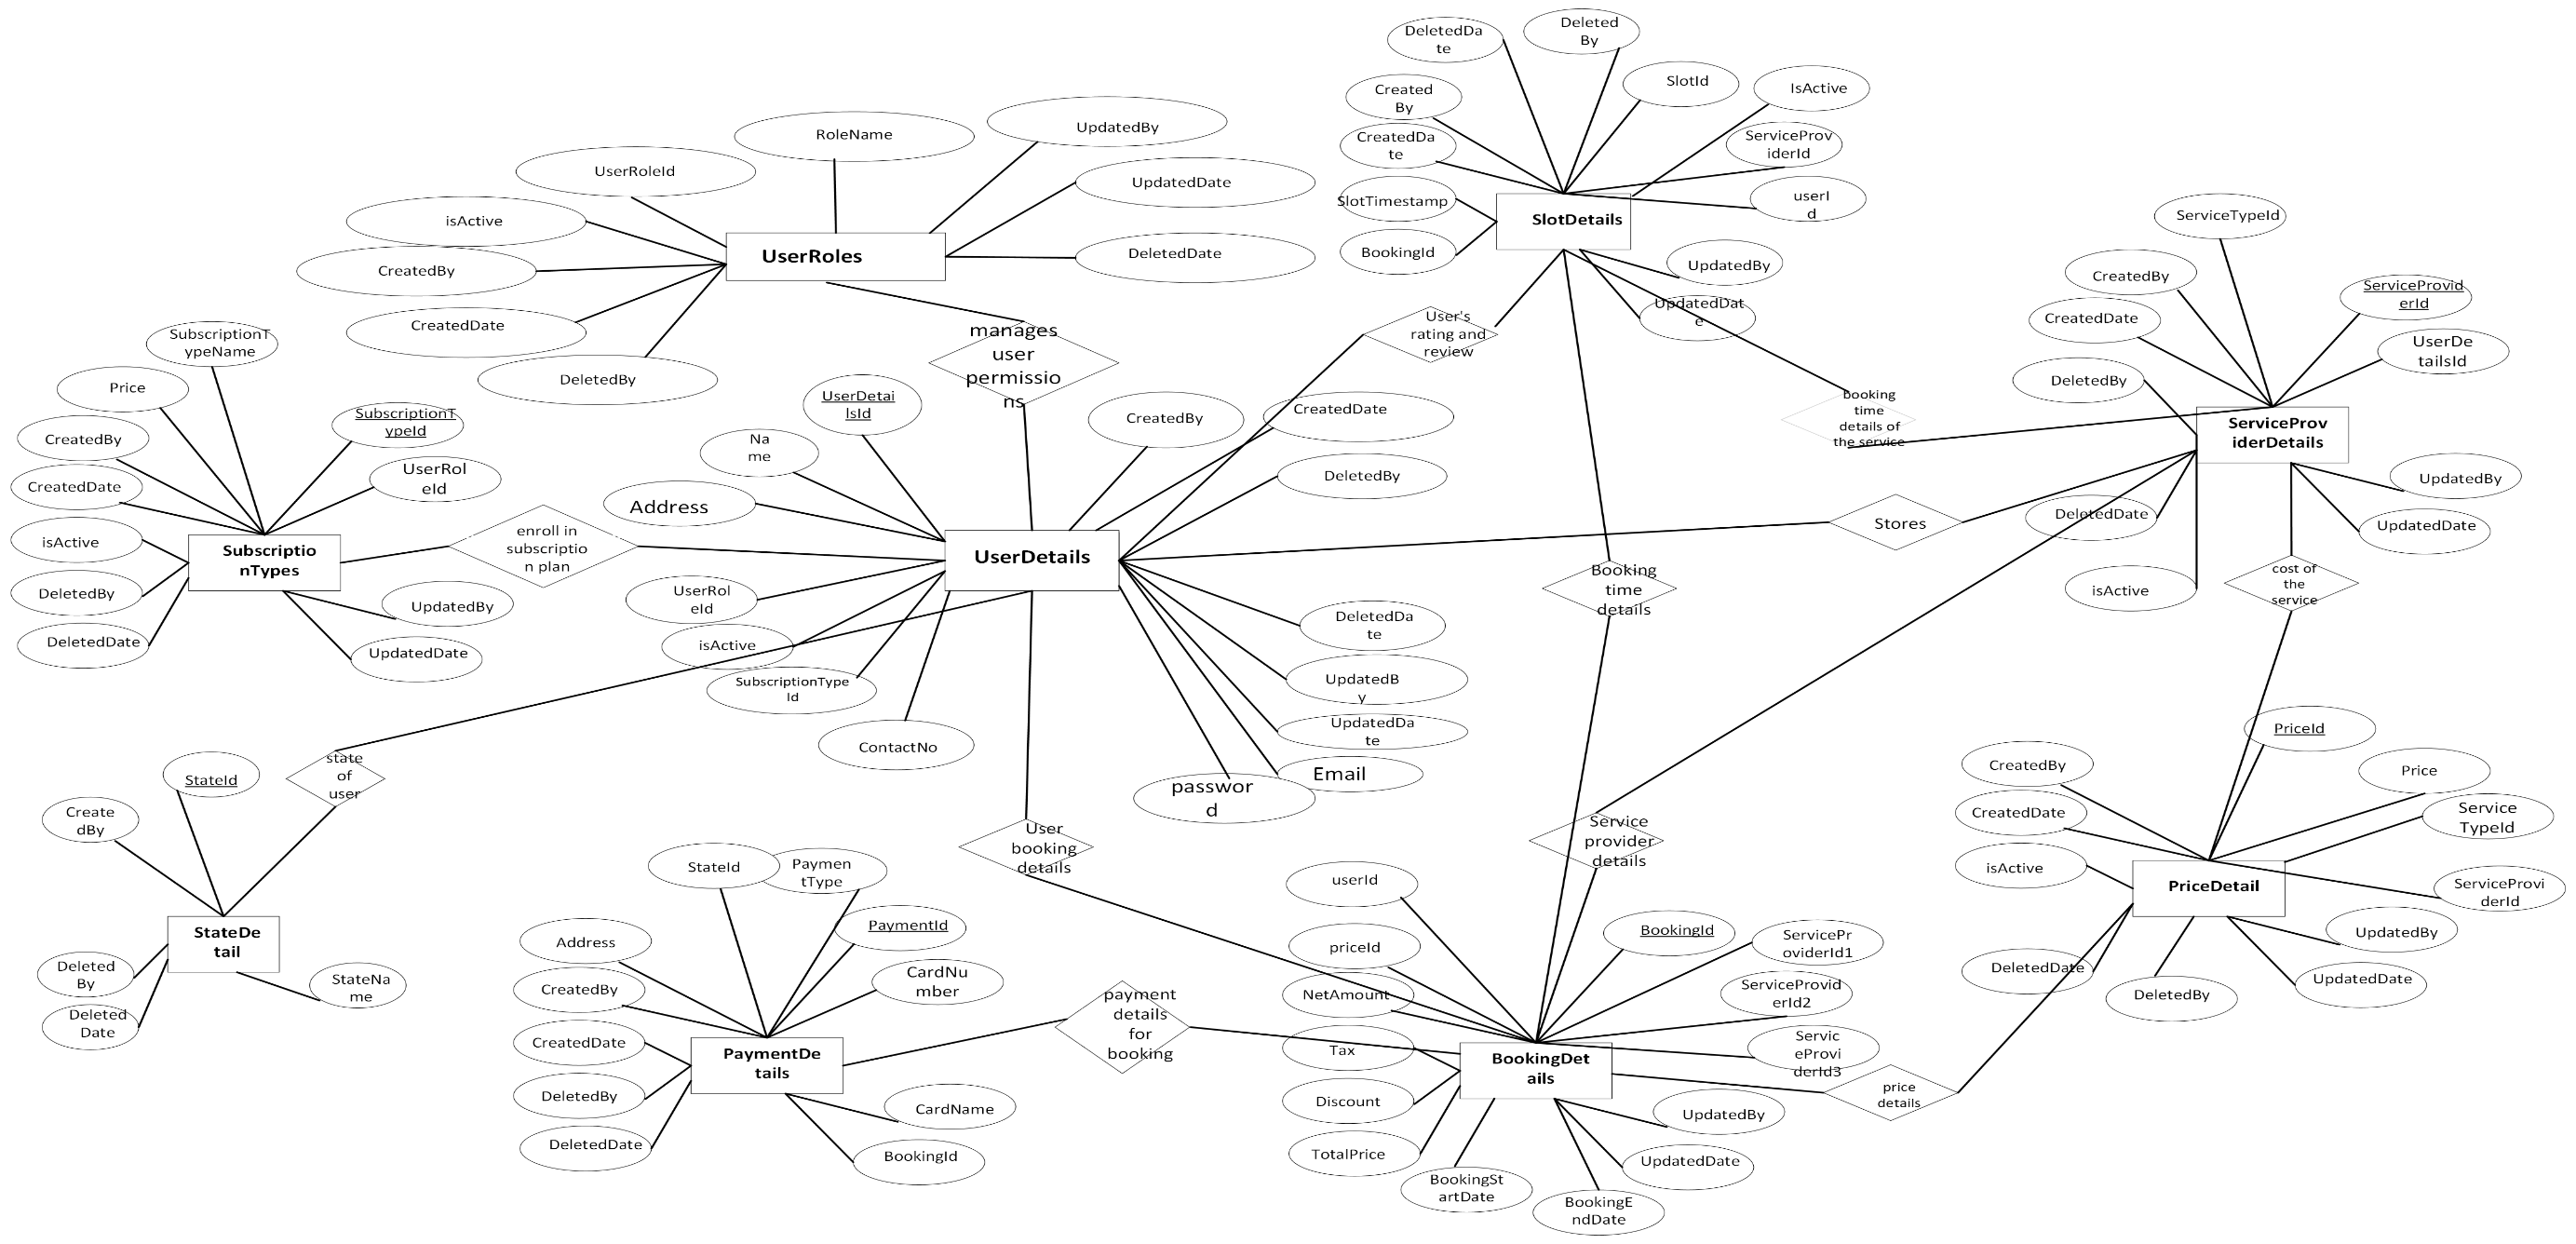 DeletedDa
te
Deleted
By
SlotId
IsActive
Created
By
CreatedDa
te
ServiceProv
iderId
SlotTimestamp
userI
d
SlotDetails
BookingId
UpdatedBy
UpdatedDat
e
RoleName
UpdatedBy
UserRoleId
UpdatedDate
isActive
UserRoles
DeletedDate
CreatedBy
CreatedDate
DeletedBy
manages
user
permissio
ns
User's
rating and
review
ServiceTypeId
CreatedBy
ServiceProvid
erId
CreatedDate
UserDe
tailsId
DeletedBy
ServiceProv
iderDetails
UpdatedBy
DeletedDate
UpdatedDate
isActive
booking
time
details of
the service
cost of
the
service
Stores
SubscriptionT
ypeName
Price
SubscriptionT
ypeId
CreatedBy
UserRol
eId
CreatedDate
isActive
Subscriptio
nTypes
DeletedBy
UpdatedBy
DeletedDate
UpdatedDate
enroll in
subscriptio
n plan
UserDetai
lsId
CreatedBy
CreatedDate
Na
me
DeletedBy
Address
UserDetails
UserRol
eId
isActive
SubscriptionType
Id
ContactNo
DeletedDa
te
UpdatedB
y
UpdatedDa
te
Email
passwor
d
Booking
time
details
state
of
user
StateId
Create
dBy
StateDe
tail
Deleted
By
StateNa
me
Deleted
Date
User
booking
details
Service
provider
details
StateId
Paymen
tType
PaymentId
Address
CardNu
mber
CreatedBy
CreatedDate
PaymentDe
tails
DeletedBy
CardName
DeletedDate
BookingId
payment
details
for
booking
userId
priceId
BookingId
ServicePr
oviderId1
NetAmount
ServiceProvid
erId2
Tax
Servic
eProvi
derId3
BookingDet
ails
Discount
UpdatedBy
TotalPrice
UpdatedDate
BookingSt
artDate
BookingE
ndDate
price
details
PriceId
CreatedBy
Price
CreatedDate
Service
TypeId
isActive
PriceDetail
ServiceProvi
derId
UpdatedBy
DeletedDate
UpdatedDate
DeletedBy